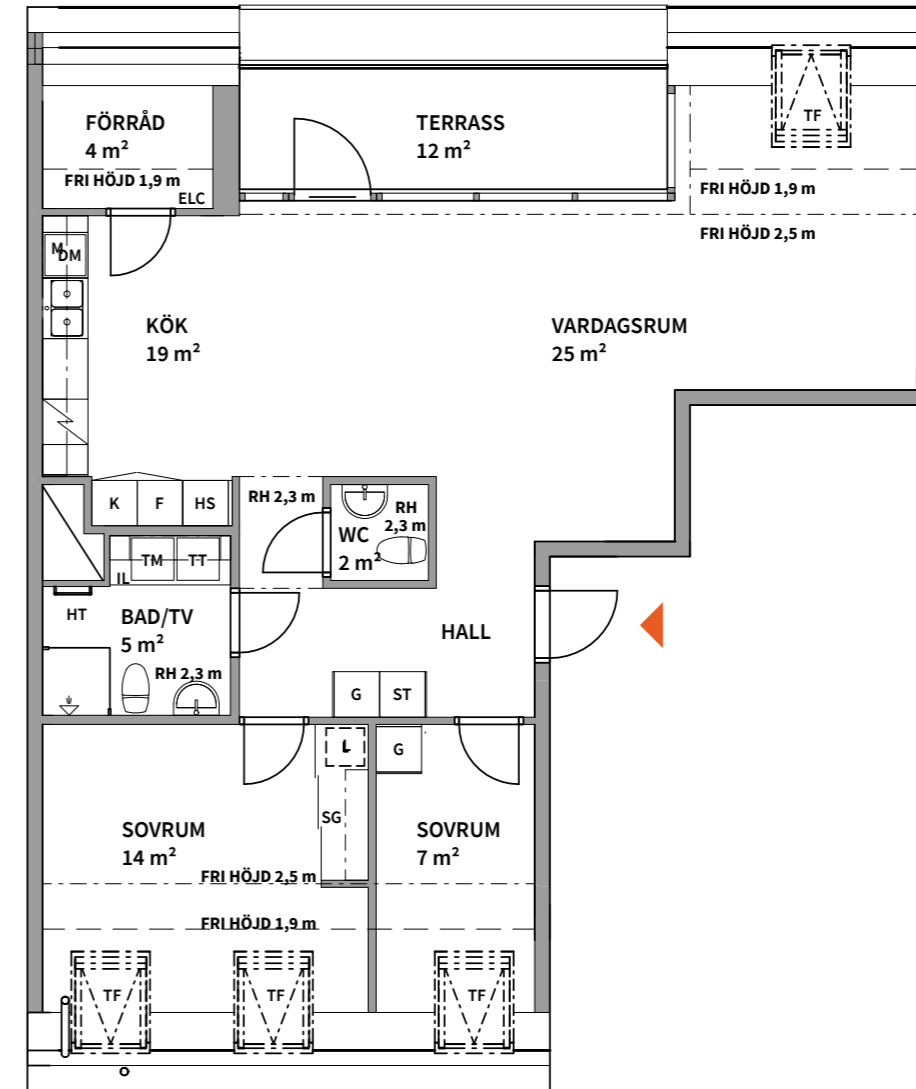 FÖRRÅD
4 m²
FRI HÖJD 1,9 m
ELC
TERRASS
12 m²
TF
FRI HÖJD 1,9 m
FRI HÖJD 2,5 m
M
DM
KÖK
19 m²
VARDAGSRUM
25 m²
K F HS
RH 2,3 m
WC
2 m²
RH
2,3 m
TM TT
IL
HT
BAD/TV
5 m²
RH 2,3 m
HALL
G ST
L
G
SG
SOVRUM
14 m²
SOVRUM
7 m²
FRI HÖJD 2,5 m
FRI HÖJD 1,9 m
TF TF TF